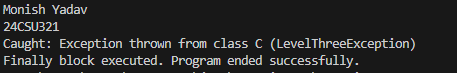 Monish Yadav
24CSU321
Caught: Exception thrown from class C (LevelThreeException)
Finally block executed. Program ended successfully.